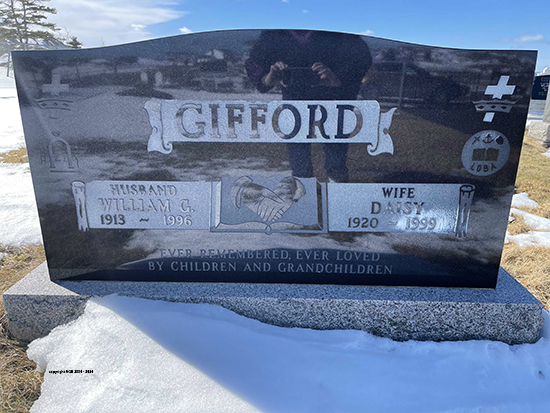 GIFFORD
HUSBAND
WILLIAM G.
1913 ~ 1996
WIFE
DAISY
1920 ~ 1999
LOBA
EVER REMEMBERED, EVER LOVED
BY CHILDREN AND GRANDCHILDREN